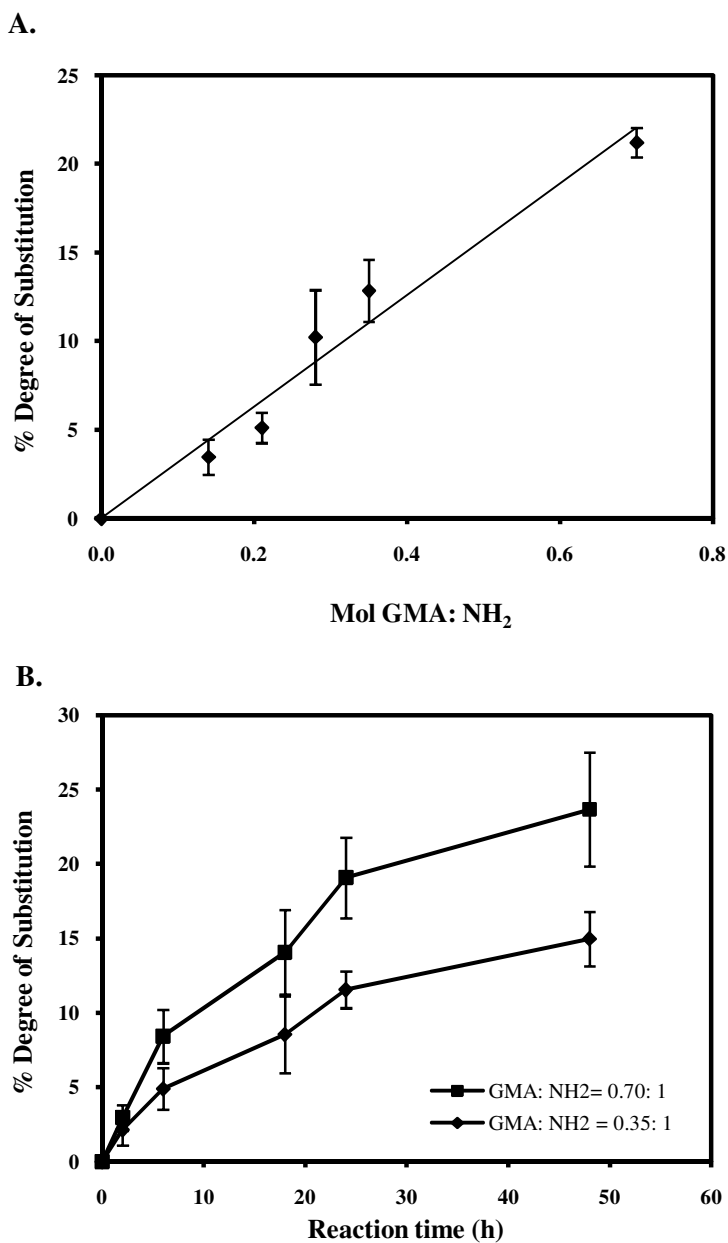 A.
25
20
15
10
5
0
% Degree of Substitution
0.0 0.2 0.4 0.6 0.8
Mol GMA: NH₂
B.
30
25
20
15
10
5
0
% Degree of Substitution
GMA: NH2= 0.70: 1
GMA: NH2 = 0.35: 1
0 10 20 30 40 50 60
Reaction time (h)